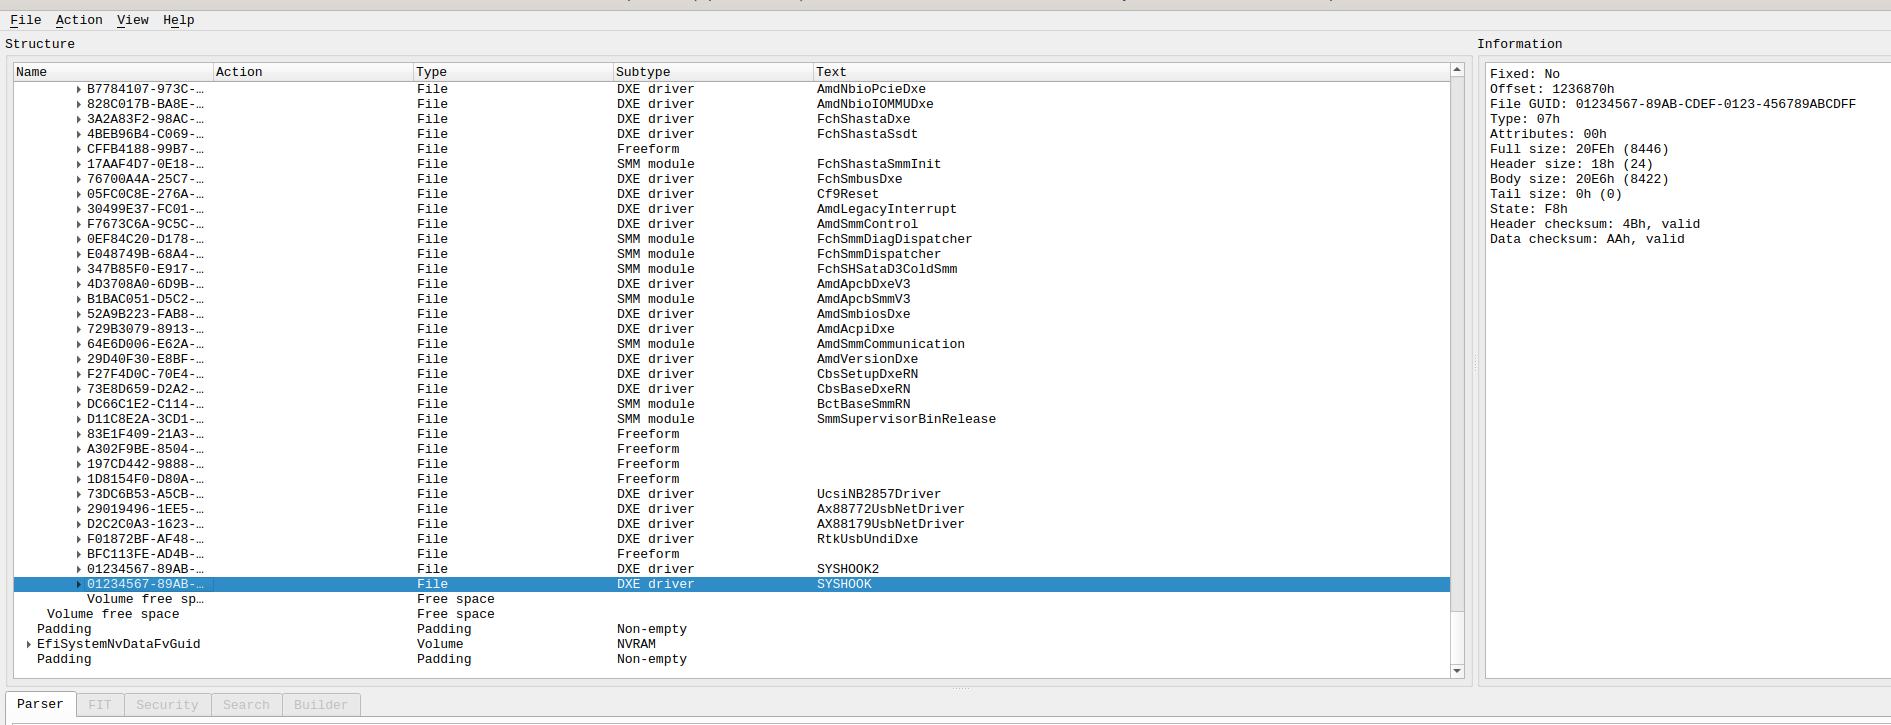 File Action View Help
Structure
Name Action Type Subtype Text
B7784107-973C-… File DXE driver AmdNbioPcieDxe
828C017B-BA8E-… File DXE driver AmdNbioIOMMUDxe
3A2A83F2-98AC-… File DXE driver FchShastaDxe
4BEB96B4-C069-… File DXE driver FchShastaSsdt
CFFB4188-99B7-… File Freeform
17AAF4D7-0E18-… File SMM module FchShastaSmmInit
76700A4A-25C7-… File DXE driver FchSmbusDxe
05FC0C8E-276A-… File DXE driver Cf9Reset
30499E37-FC01-… File DXE driver AmdLegacyInterrupt
F7673C6A-9C5C-… File DXE driver AmdSmmControl
0EF84C20-D178-… File SMM module FchSmmDiagDispatcher
E048749B-68A4-… File SMM module FchSmmDispatcher
347B85F0-E917-… File SMM module FchSHSataD3ColdSmm
4D3708A0-6D9B-… File DXE driver AmdApcbDxeV3
B1BAC051-D5C2-… File SMM module AmdApcbSmmV3
52A9B223-FAB8-… File DXE driver AmdSmbiosDxe
729B3079-8913-… File DXE driver AmdAcpiDxe
64E6D006-E62A-… File SMM module AmdSmmCommunication
29D40F30-E8BF-… File DXE driver AmdVersionDxe
F27F4D0C-70E4-… File DXE driver CbsSetupDxeRN
73E8D659-D2A2-… File DXE driver CbsBaseDxeRN
DC66C1E2-C114-… File SMM module BctBaseSmmRN
D11C8E2A-3CD1-… File SMM module SmmSupervisorBinRelease
83E1F409-21A3-… File Freeform
A302F9BE-8504-… File Freeform
197CD442-9888-… File Freeform
1D8154F0-D80A-… File Freeform
73DC6B53-A5CB-… File DXE driver UcsiNB2857Driver
29019496-1EE5-… File DXE driver Ax88772UsbNetDriver
D2C2C0A3-1623-… File DXE driver AX88179UsbNetDriver
F01872BF-AF48-… File DXE driver RtkUsbUndiDxe
BFC113FE-AD4B-… File Freeform
01234567-89AB-… File DXE driver SYSHOOK2
01234567-89AB-… File DXE driver SYSHOOK
Volume free sp… Free space
Volume free space Free space
Padding Padding Non-empty
EfiSystemNvDataFvGuid Volume NVRAM
Padding Padding Non-empty
Information
Fixed: No
Offset: 1236870h
File GUID: 01234567-89AB-CDEF-0123-456789ABCDFF
Type: 07h
Attributes: 00h
Full size: 20FEh (8446)
Header size: 18h (24)
Body size: 20E6h (8422)
Tail size: 0h (0)
State: F8h
Header checksum: 4Bh, valid
Data checksum: AAh, valid
Parser FIT Security Search Builder